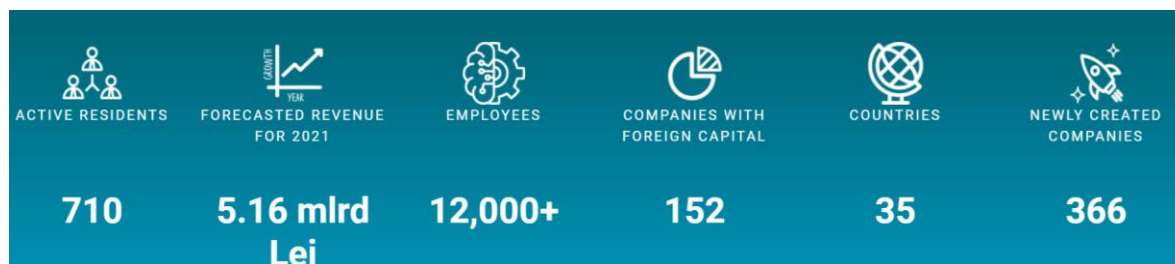 GROWTH
YEAR
ACTIVE RESIDENTS
FORECASTED REVENUE
FOR 2021
EMPLOYEES
COMPANIES WITH
FOREIGN CAPITAL
COUNTRIES
NEWLY CREATED
COMPANIES
710
5.16 mlrd
Lei
12,000+
152
35
366